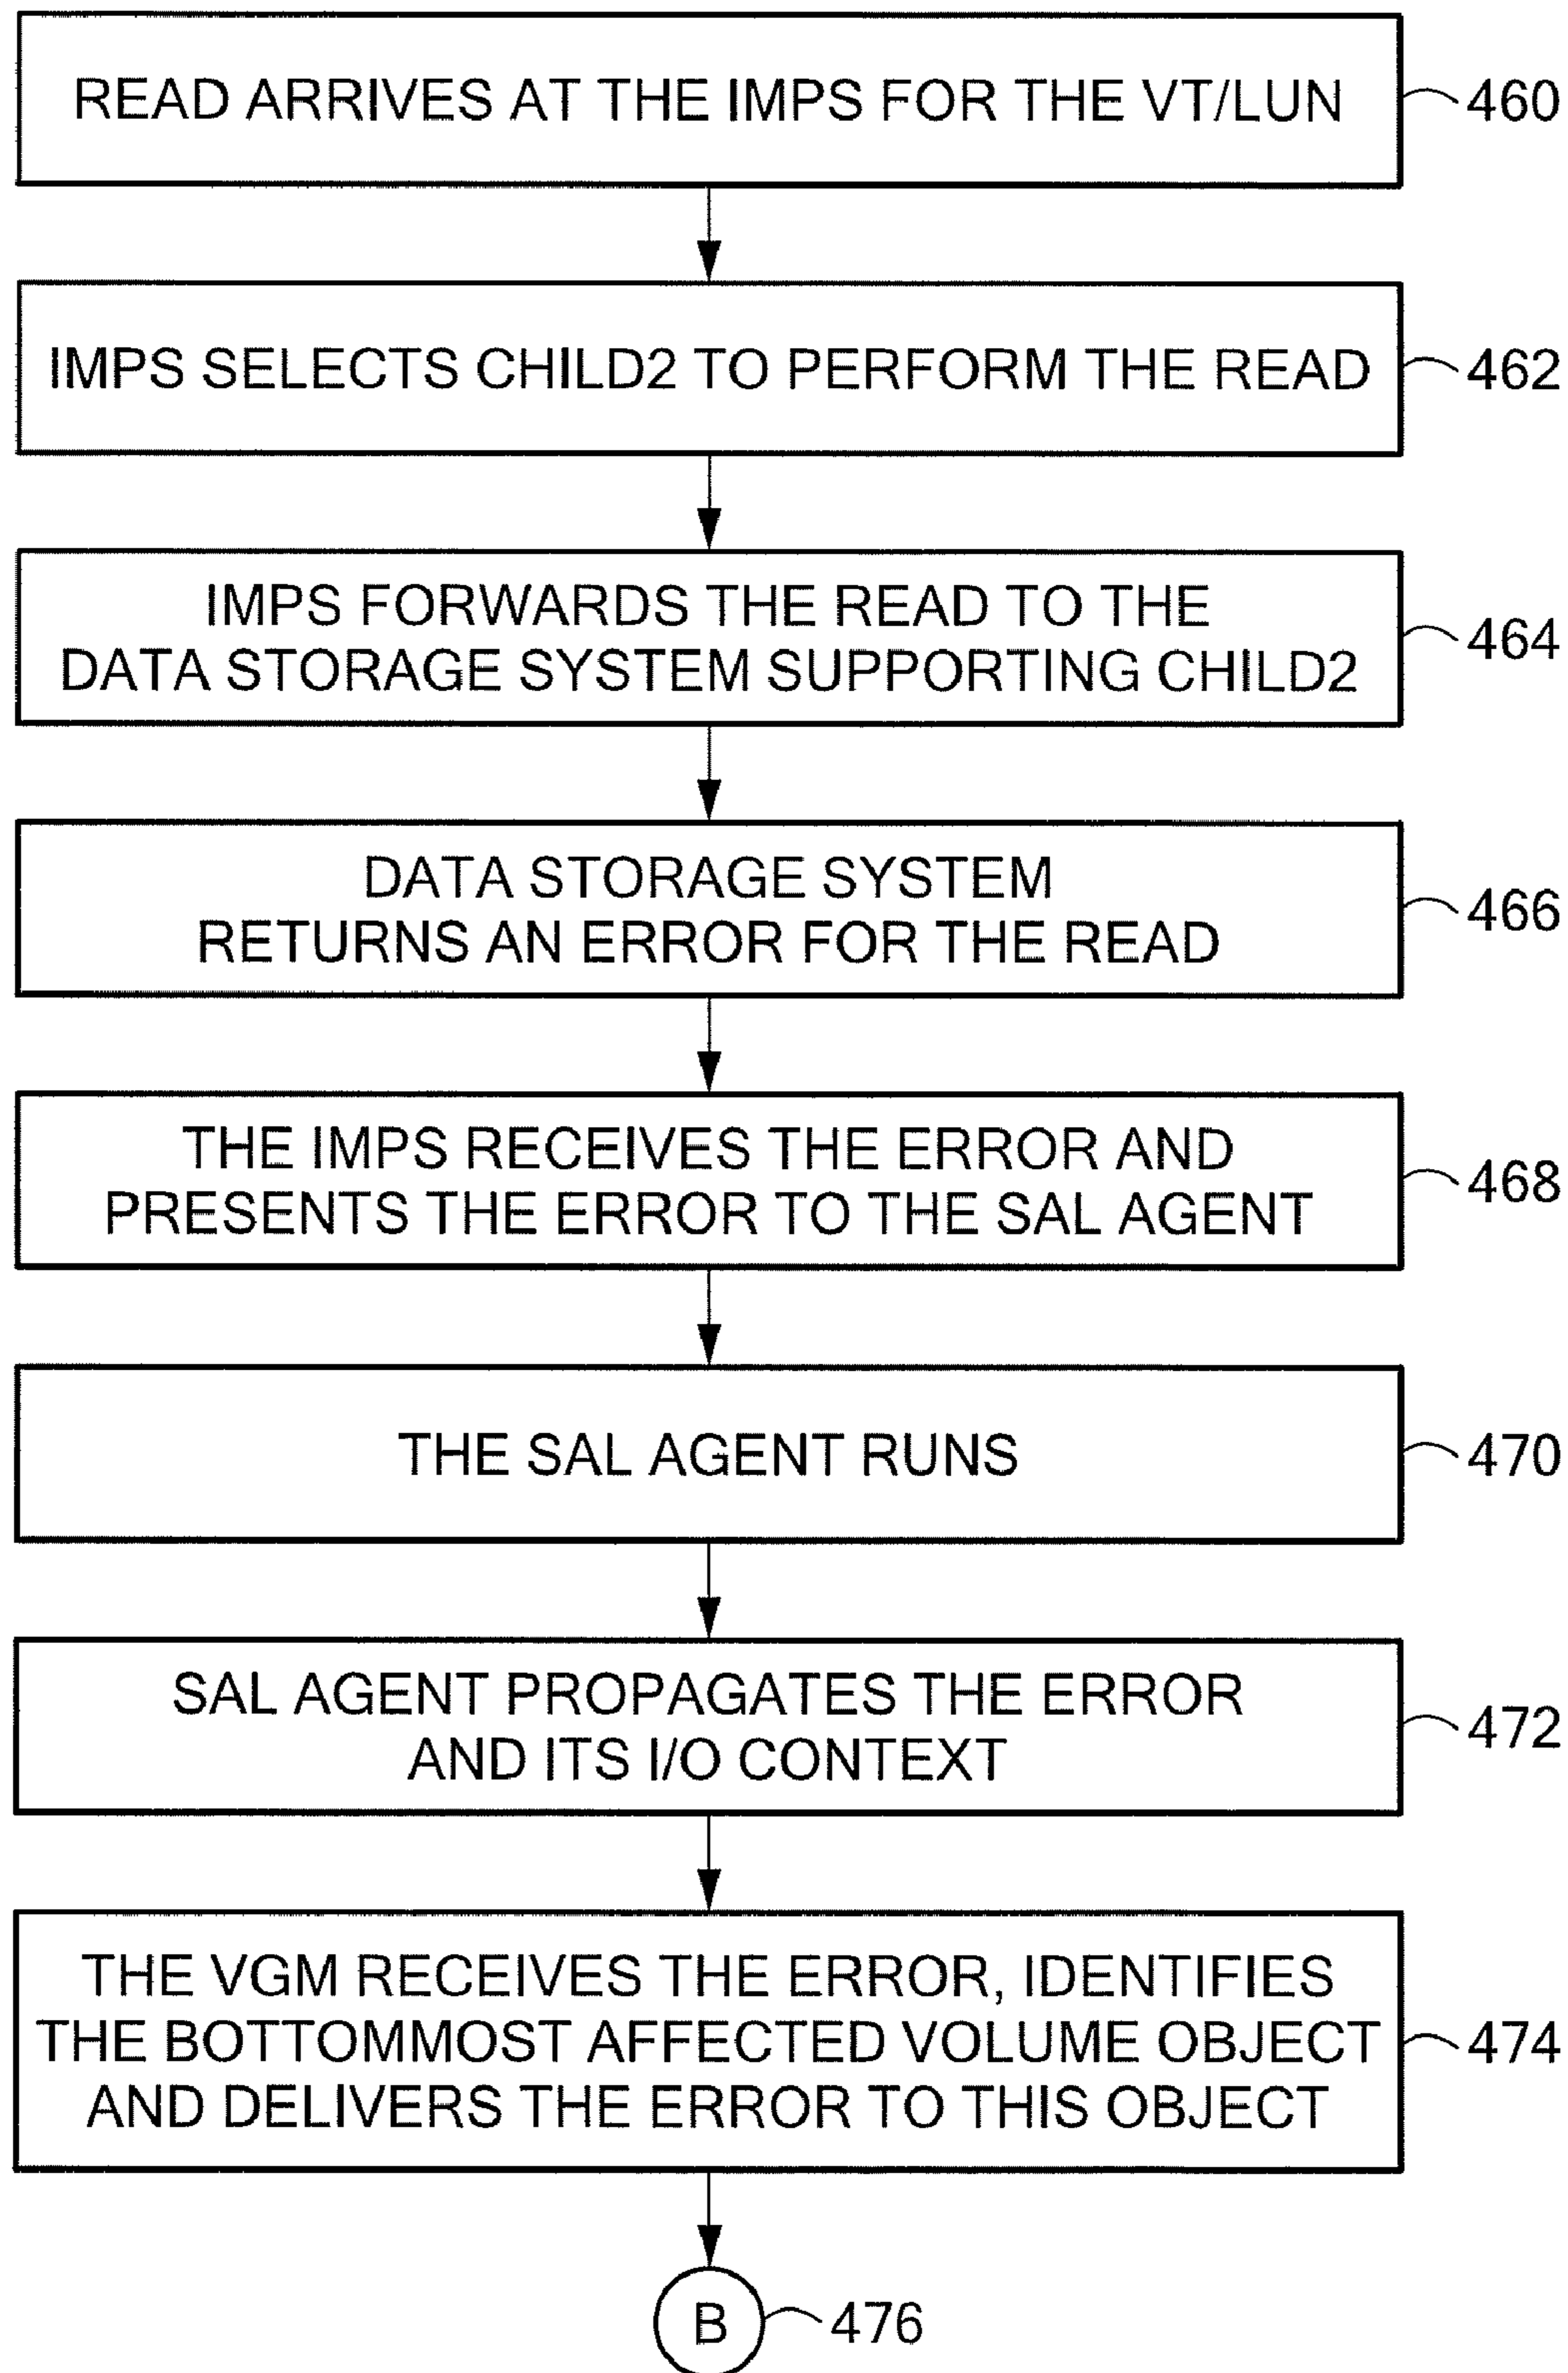 READ ARRIVES AT THE IMPS FOR THE VT/LUN
460
IMPS SELECTS CHILD2 TO PERFORM THE READ
462
IMPS FORWARDS THE READ TO THE
DATA STORAGE SYSTEM SUPPORTING CHILD2
464
DATA STORAGE SYSTEM
RETURNS AN ERROR FOR THE READ
466
THE IMPS RECEIVES THE ERROR AND
PRESENTS THE ERROR TO THE SAL AGENT
468
THE SAL AGENT RUNS
470
SAL AGENT PROPAGATES THE ERROR
AND ITS I/O CONTEXT
472
THE VGM RECEIVES THE ERROR, IDENTIFIES
THE BOTTOMMOST AFFECTED VOLUME OBJECT
AND DELIVERS THE ERROR TO THIS OBJECT
474
B
476